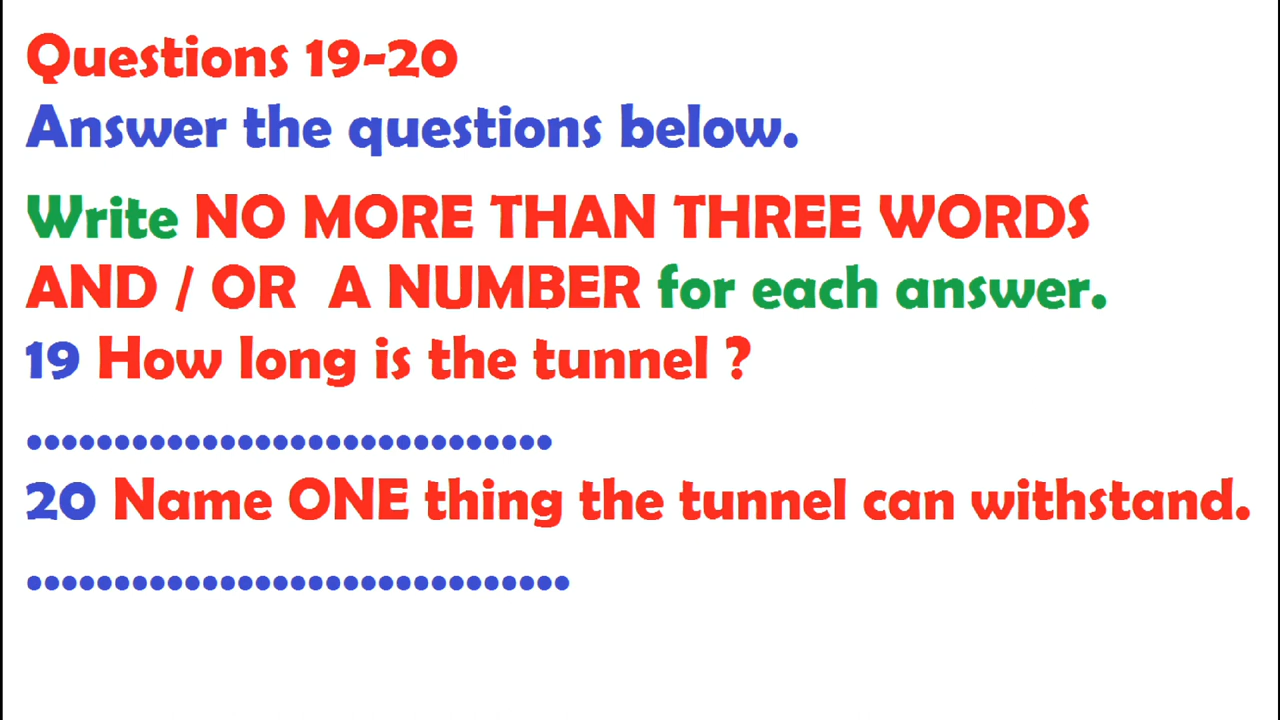 Questions 19-20
Answer the questions below.
Write NO MORE THAN THREE WORDS
AND / OR A NUMBER for each answer.
19 How long is the tunnel ?
..............................
20 Name ONE thing the tunnel can withstand.
...............................